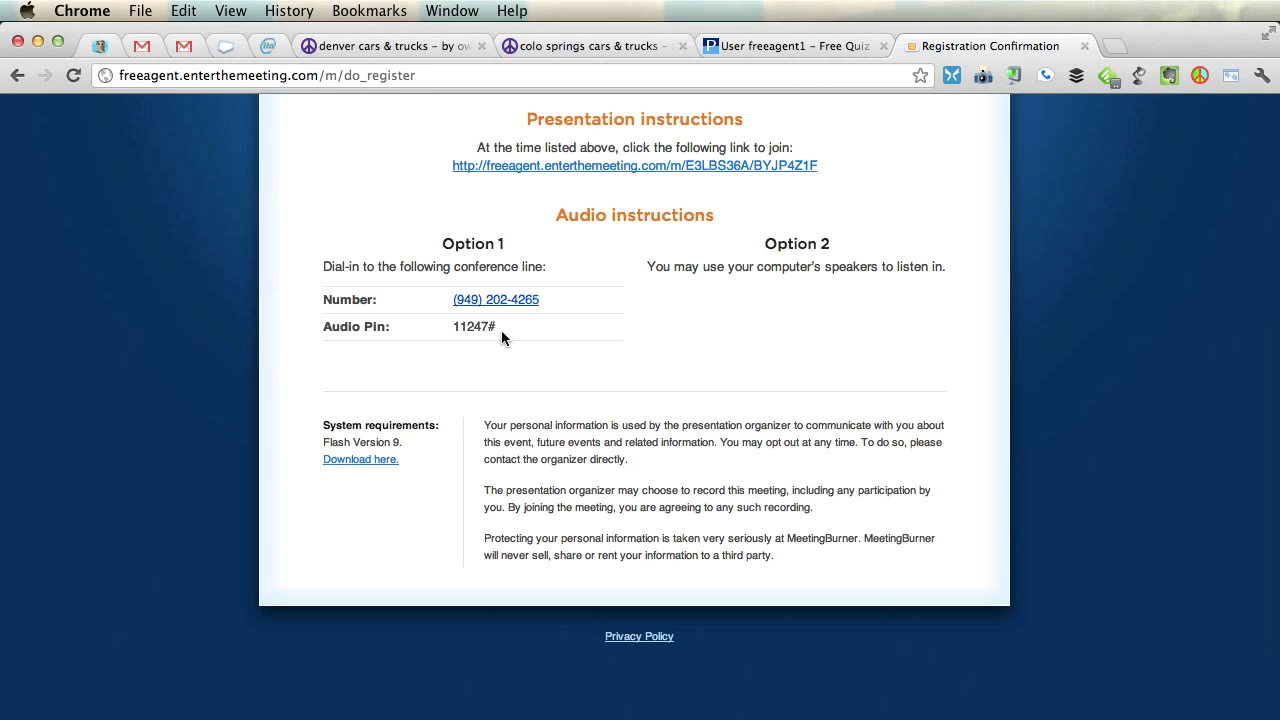 Chrome File Edit View History Bookmarks Window Help
denver cars & trucks – by ow
colo springs cars & trucks –
User freeagent1 – Free Quiz
Registration Confirmation
freeagent.enterthemeeting.com/m/do_register
Presentation instructions
At the time listed above, click the following link to join:
http://freeagent.enterthemeeting.com/m/E3LBS36A/BYJP4Z1F
Audio instructions
Option 1
Dial-in to the following conference line:
Number: (949) 202-4265
Audio Pin: 11247#
Option 2
You may use your computer's speakers to listen in.
System requirements:
Flash Version 9.
Download here.
Your personal information is used by the presentation organizer to communicate with you about
this event, future events and related information. You may opt out at any time. To do so, please
contact the organizer directly.
The presentation organizer may choose to record this meeting, including any participation by
you. By joining the meeting, you are agreeing to any such recording.
Protecting your personal information is taken very seriously at MeetingBurner. MeetingBurner
will never sell, share or rent your information to a third party.
Privacy Policy